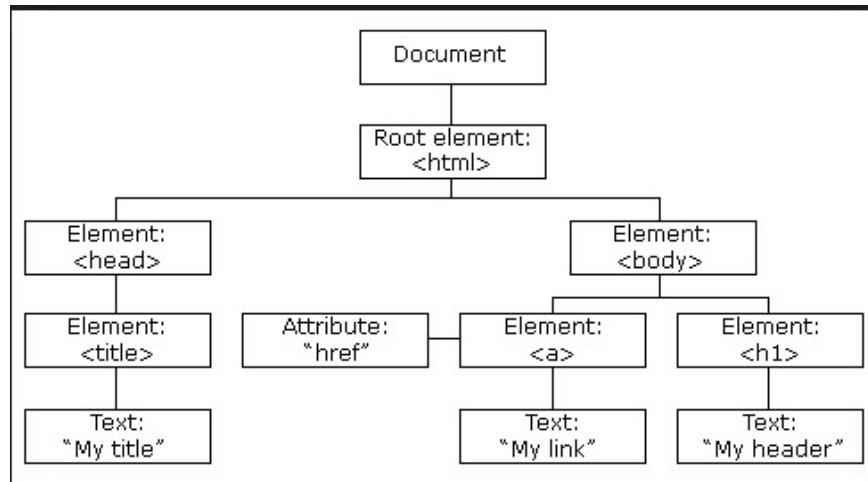 Document
Root element:
<html>
Element:
<head>
Element:
<body>
Element:
<title>
Attribute:
“href”
Element:
<a>
Element:
<h1>
Text:
“My title”
Text:
“My link”
Text:
“My header”